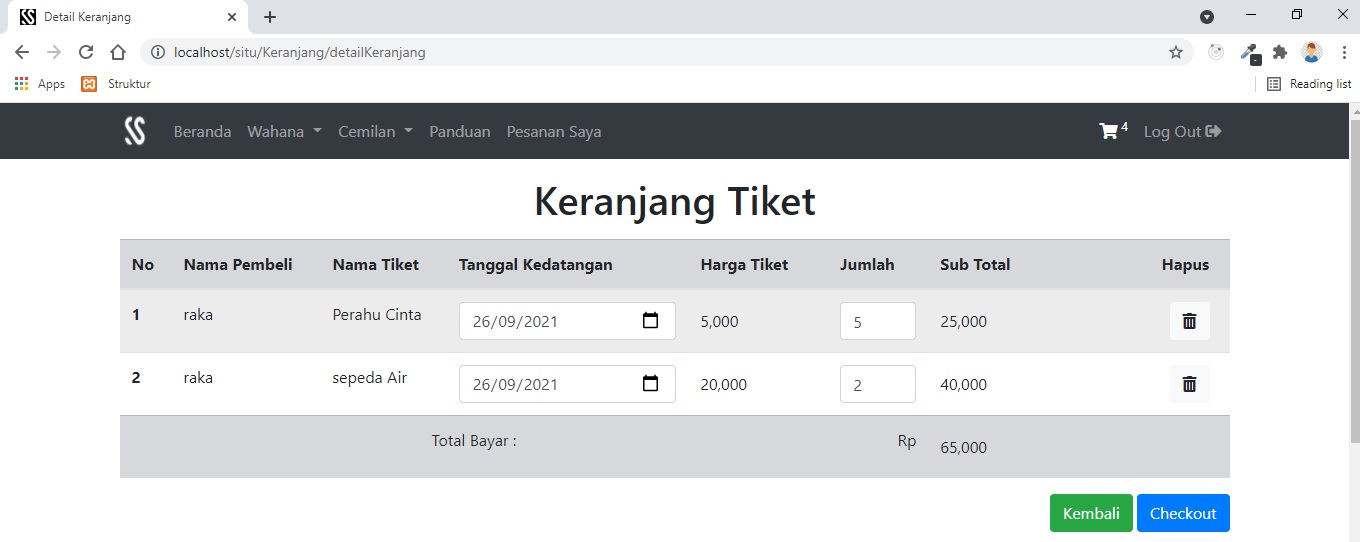 Detail Keranjang
localhost/situ/Keranjang/detailKeranjang
Apps Struktur Reading list
Beranda Wahana Cemilan Panduan Pesanan Saya 4 Log Out
Keranjang Tiket
No Nama Pembeli Nama Tiket Tanggal Kedatangan Harga Tiket Jumlah Sub Total Hapus
1 raka Perahu Cinta 26/09/2021 5,000 5 25,000
2 raka sepeda Air 26/09/2021 20,000 2 40,000
Total Bayar : Rp 65,000
Kembali Checkout